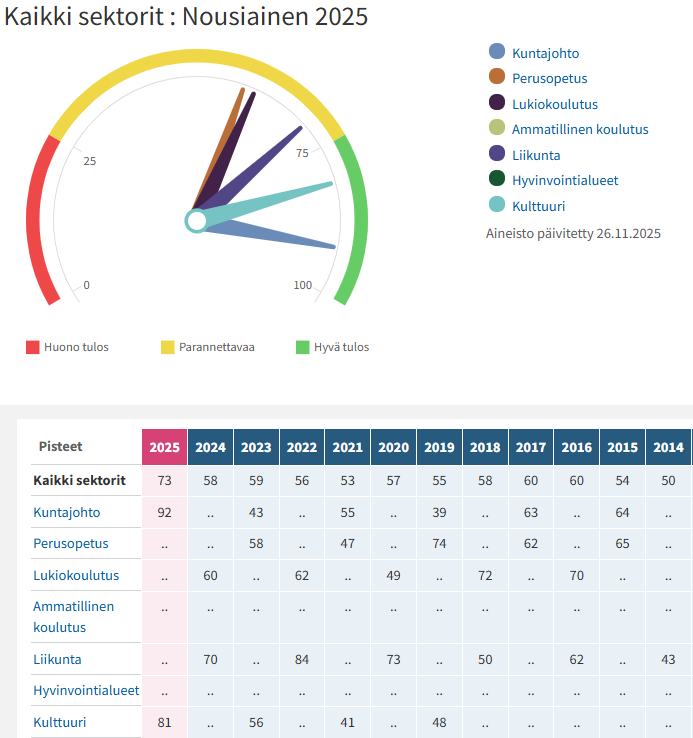 Kaikki sektorit : Nousiainen 2025
Kuntajohto
Perusopetus
Lukiokoulutus
Ammatillinen koulutus
Liikunta
Hyvinvointialueet
Kulttuuri
Aineisto päivitetty 26.11.2025
25
75
0
100
Huono tulos Parannettavaa Hyvä tulos
Pisteet 2025 2024 2023 2022 2021 2020 2019 2018 2017 2016 2015 2014
Kaikki sektorit 73 58 59 56 53 57 55 58 60 60 54 50
Kuntajohto 92 .. 43 .. 55 .. 39 .. 63 .. 64 ..
Perusopetus .. .. 58 .. 47 .. 74 .. 62 .. 65 ..
Lukiokoulutus .. 60 .. 62 .. 49 .. 72 .. 70 .. ..
Ammatillinen .. .. .. .. .. .. .. .. .. .. .. ..
koulutus
Liikunta .. 70 .. 84 .. 73 .. 50 .. 62 .. 43
Hyvinvointialueet .. .. .. .. .. .. .. .. .. .. .. ..
Kulttuuri 81 .. 56 .. 41 .. 48 .. .. .. .. ..